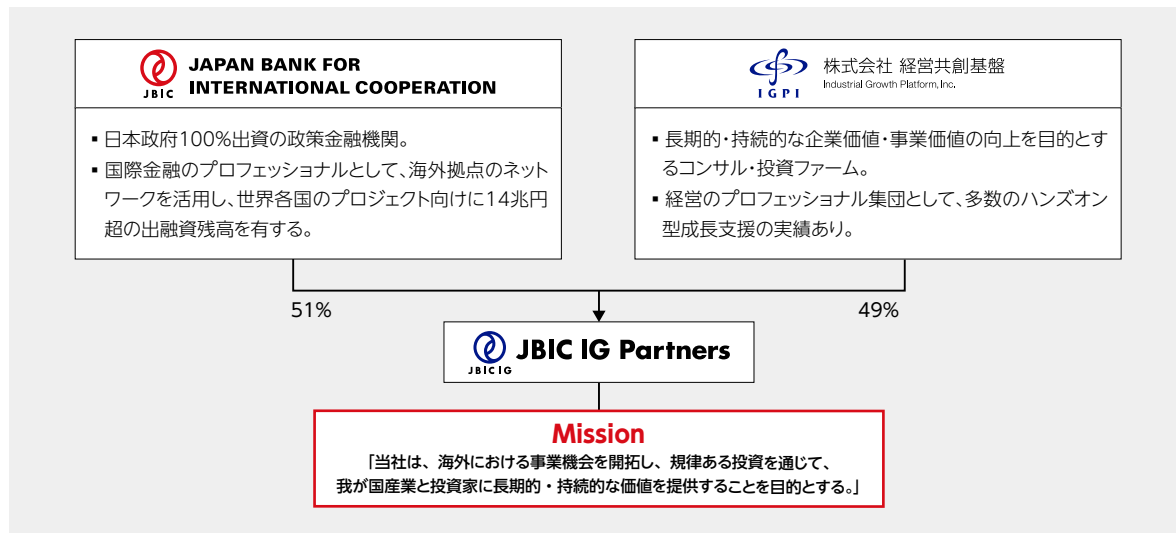 JBIC
JAPAN BANK FOR
INTERNATIONAL COOPERATION
▪ 日本政府100%出資の政策金融機関。
▪ 国際金融のプロフェッショナルとして、海外拠点のネット
ワークを活用し、世界各国のプロジェクト向けに14兆円
超の出融資残高を有する。
IGPI
株式会社 経営共創基盤
Industrial Growth Platform, Inc.
▪ 長期的・持続的な企業価値・事業価値の向上を目的とす
るコンサル・投資ファーム。
▪ 経営のプロフェッショナル集団として、多数のハンズオン
型成長支援の実績あり。
51%
49%
JBIC IG
JBIC IG Partners
Mission
「当社は、海外における事業機会を開拓し、規律ある投資を通じて、
我が国産業と投資家に長期的・持続的な価値を提供することを目的とする。」